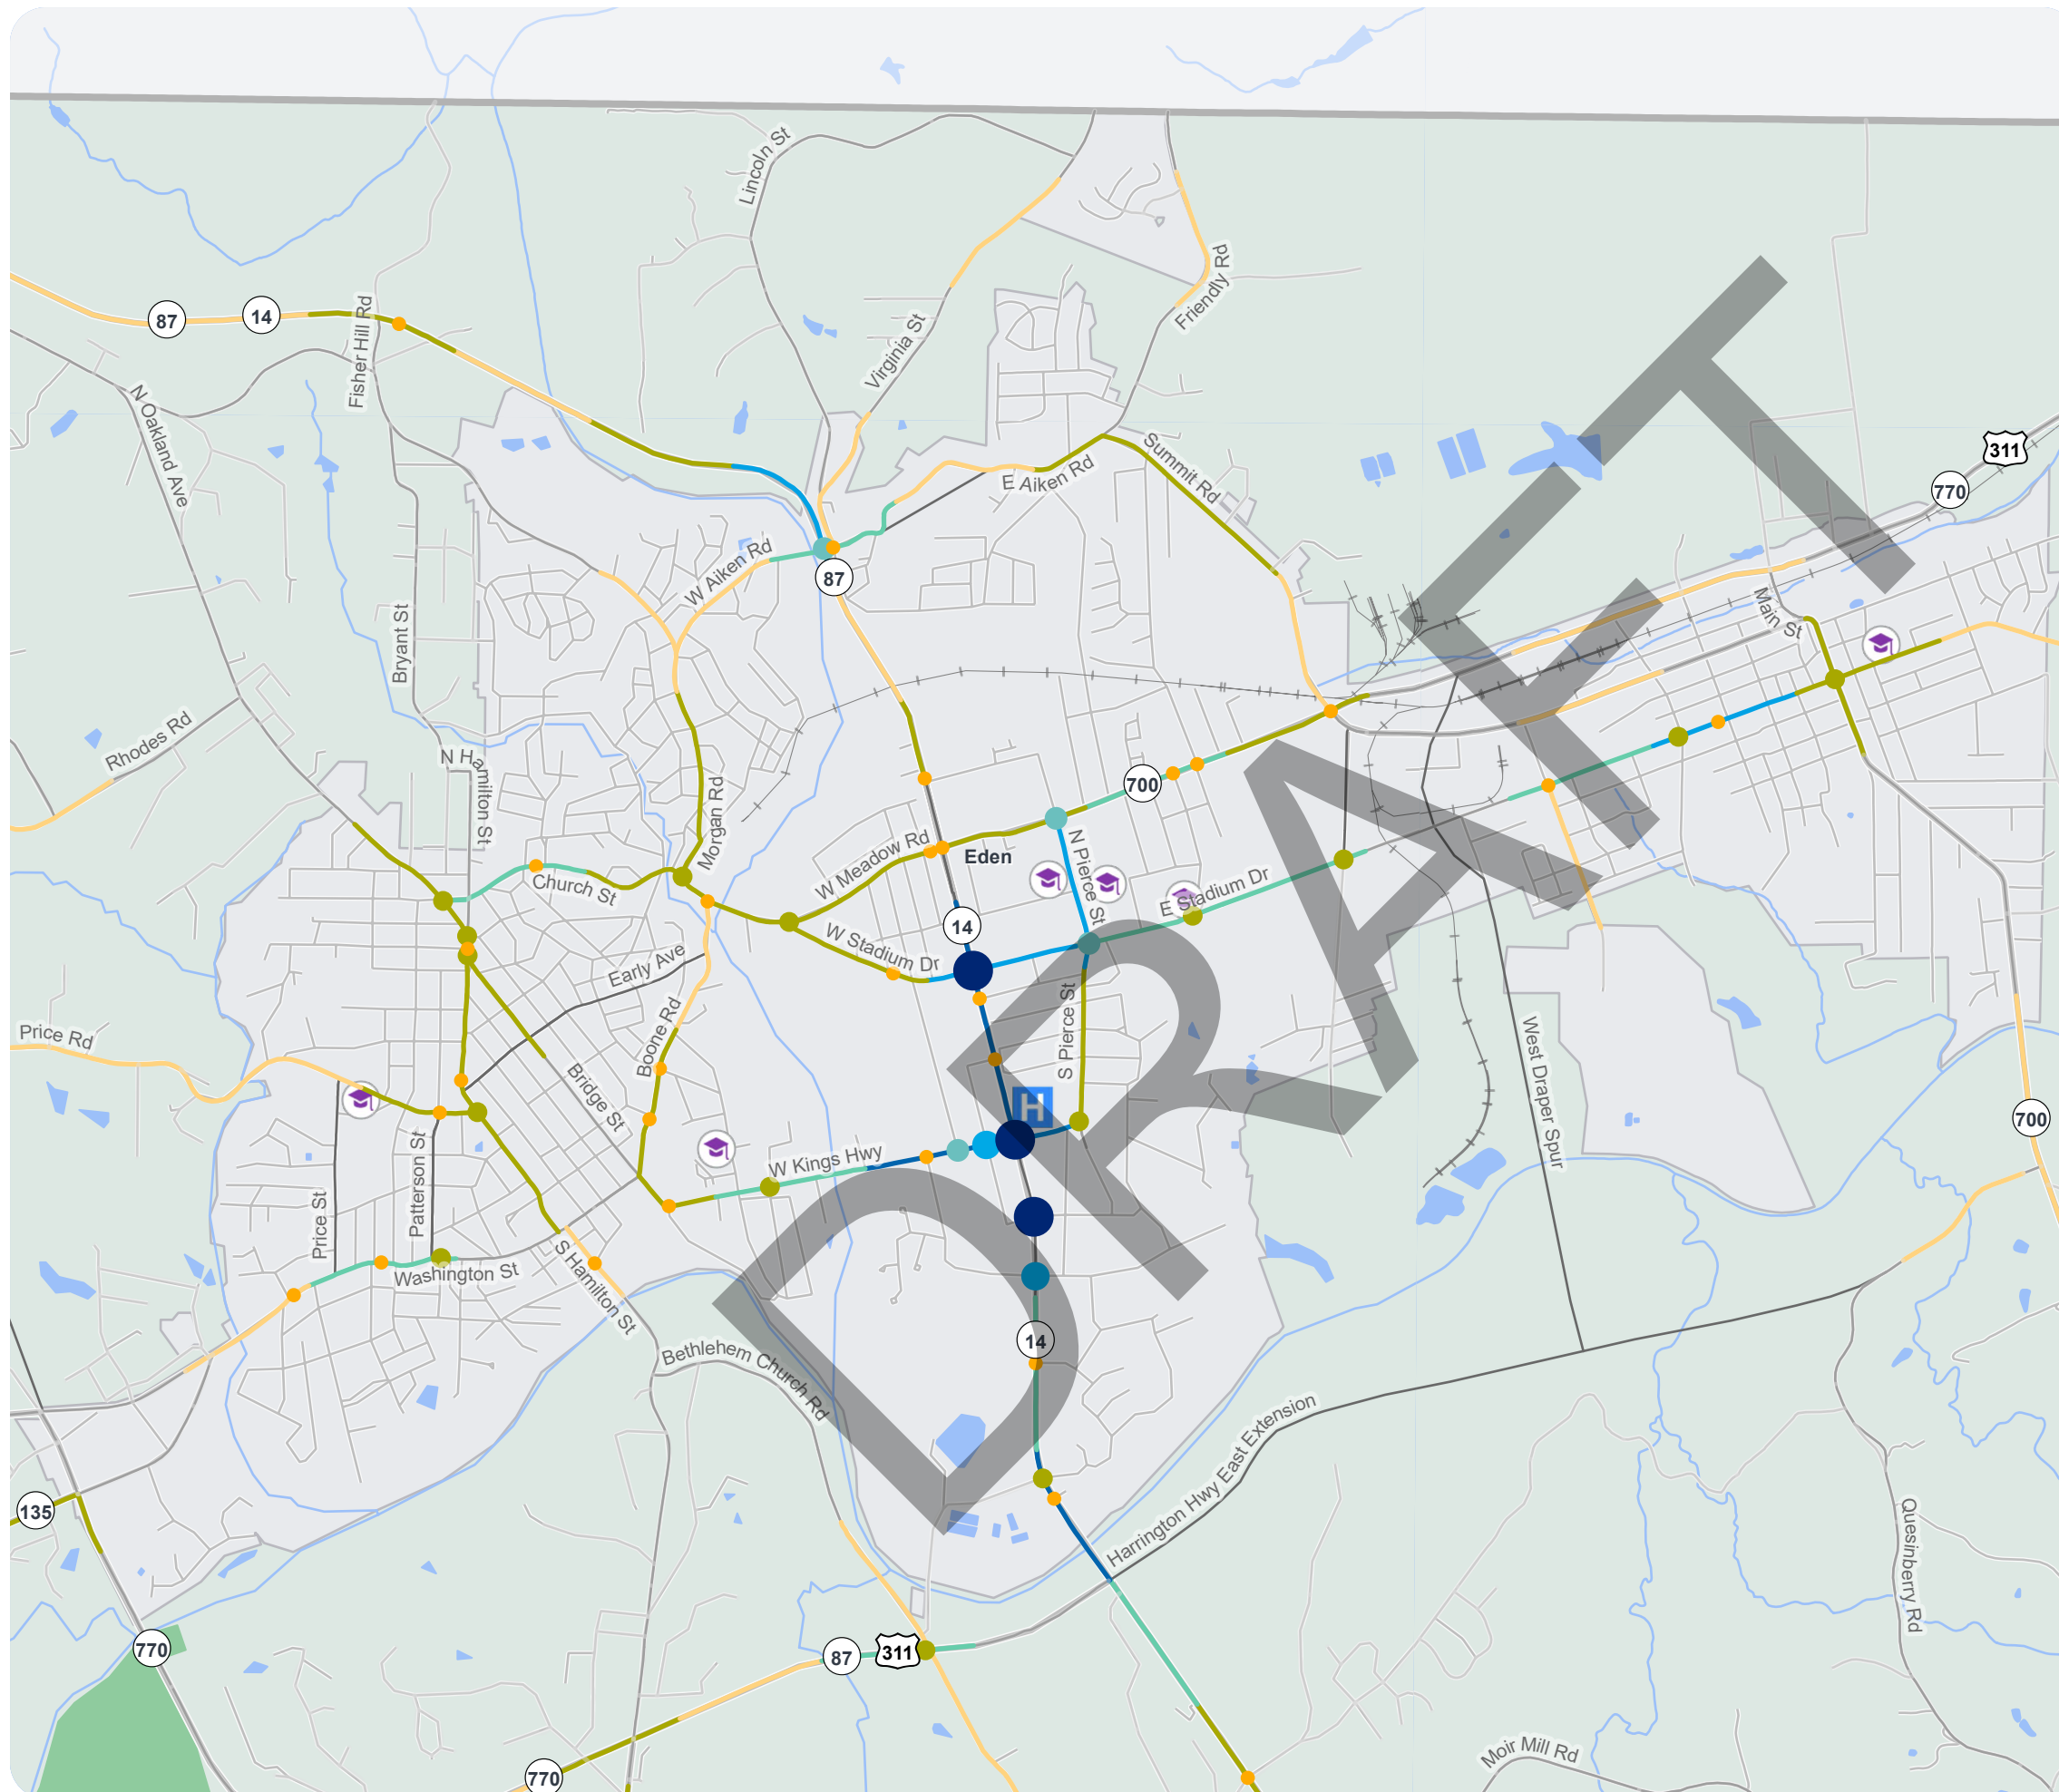 Lincoln St
Virginia St
Friendly Rd
87
14
Fisher Hill Rd
N Oakland Ave
E Aiken Rd
Summit Rd
311
770
W Aiken Rd
87
Main St
Bryant St
Rhodes Rd
N Hamilton St
Morgan Rd
700
W Meadow Rd
Eden
N Pierce St
Church St
E Stadium Dr
14
W Stadium Dr
Early Ave
Boone Rd
S Pierce St
Price Rd
West Draper Spur
Bridge St
H
700
Patterson St
W Kings Hwy
Price St
Washington St
S Hamilton St
14
Bethlehem Church Rd
Harrington Hwy East Extension
135
Quesinberry Rd
770
87
311
Moir Mill Rd
770
DRAFT